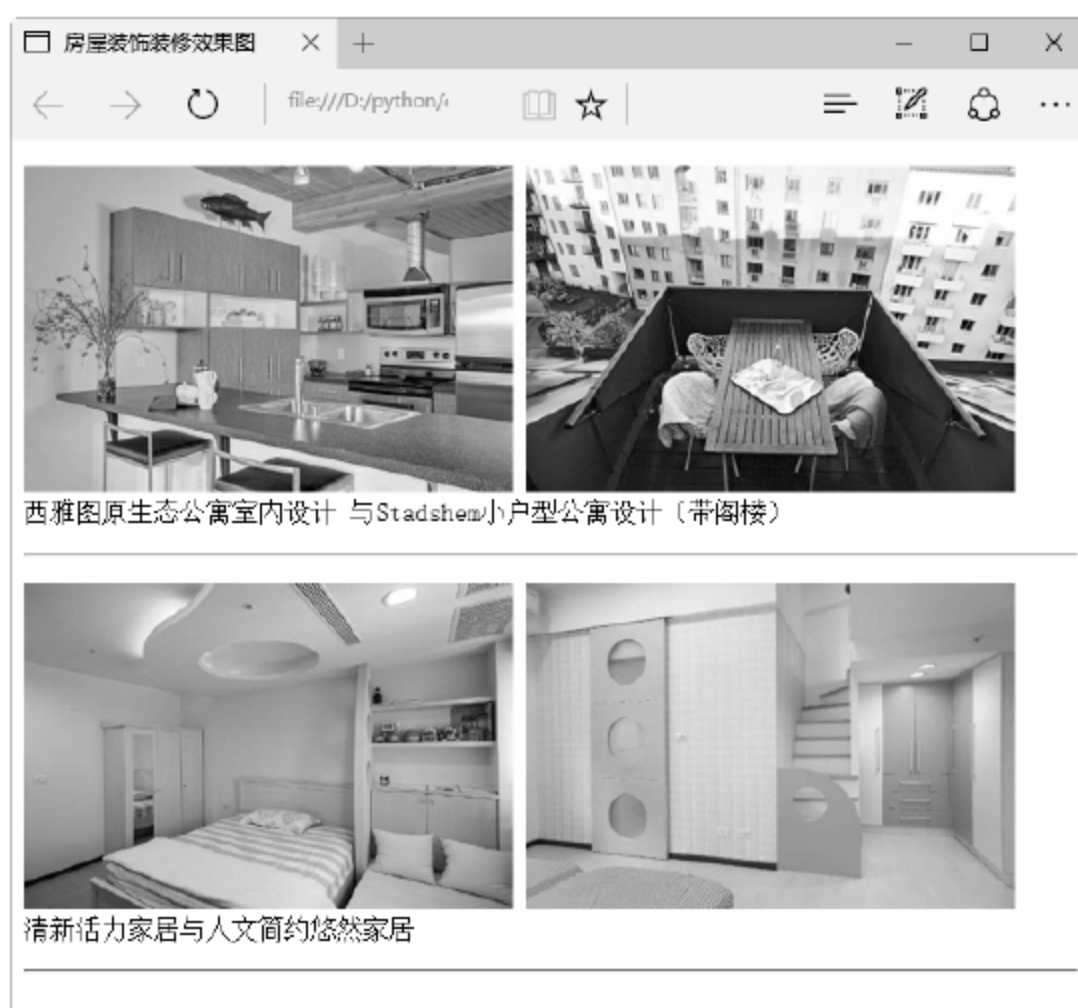 房屋装饰装修效果图
file:///D:/python/
西雅图原生态公寓室内设计 与Stadshem小户型公寓设计（带阁楼）
清新活力家居与人文简约悠然家居